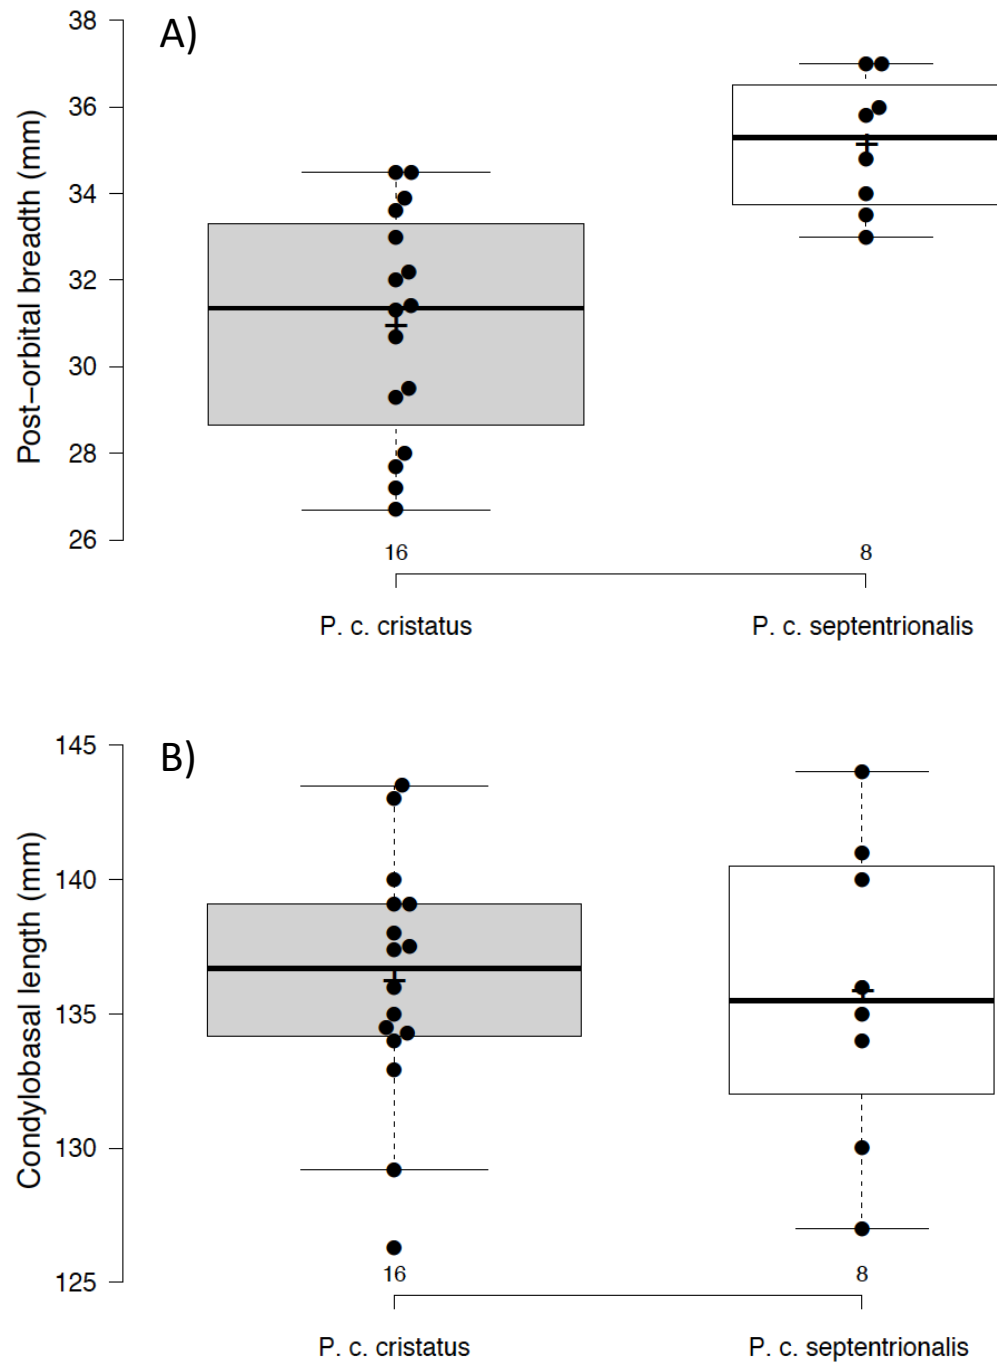 A)
Post−orbital breadth (mm)
38
36
34
32
30
28
26
16
8
P. c. cristatus
P. c. septentrionalis
B)
Condylobasal length (mm)
145
140
135
130
125
16
8
P. c. cristatus
P. c. septentrionalis